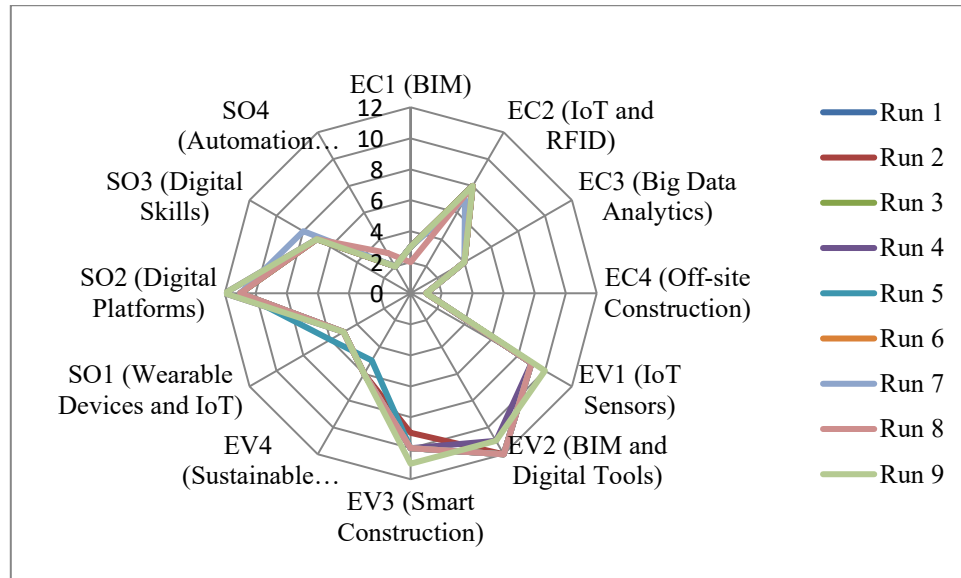 EC1 (BIM)
EC2 (IoT and
RFID)
EC3 (Big Data
Analytics)
EC4 (Off-site
Construction)
EV1 (IoT
Sensors)
EV2 (BIM and
Digital Tools)
EV3 (Smart
Construction)
EV4
(Sustainable…
SO1 (Wearable
Devices and IoT)
SO2 (Digital
Platforms)
SO3 (Digital
Skills)
SO4
(Automation…
12
10
8
6
4
2
0
Run 1
Run 2
Run 3
Run 4
Run 5
Run 6
Run 7
Run 8
Run 9